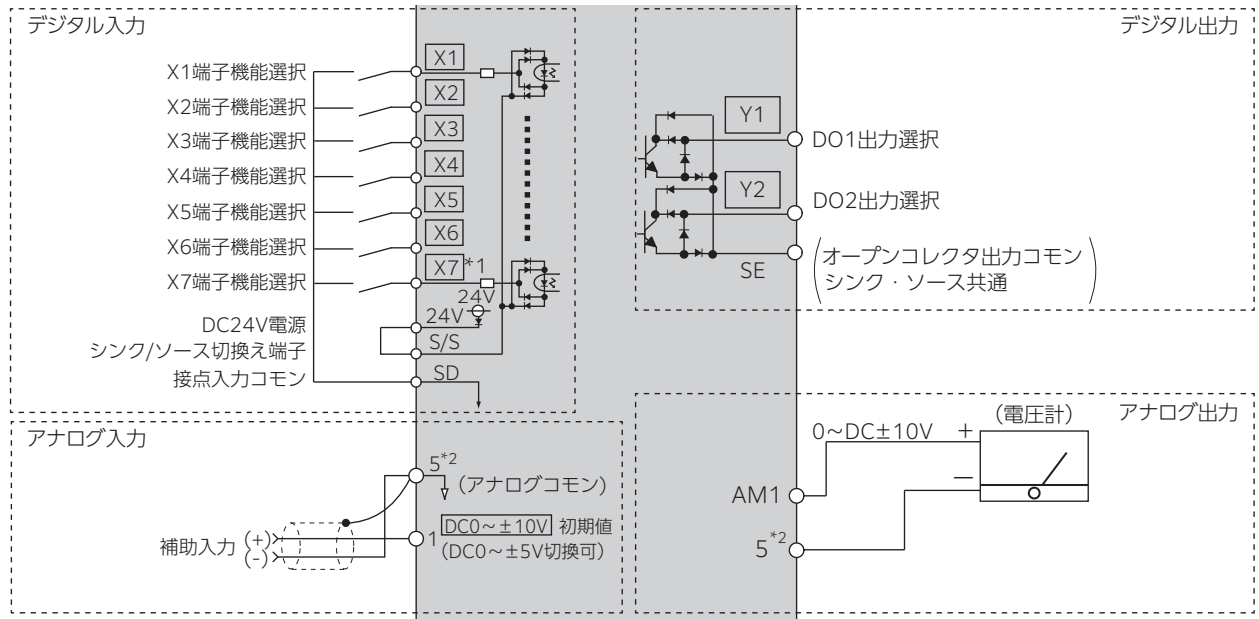 デジタル入力
X1端子機能選択
X1
X2端子機能選択
X2
X3端子機能選択
X3
X4端子機能選択
X4
X5端子機能選択
X5
X6端子機能選択
X6
X7端子機能選択
X7*1
24V
DC24V電源
24V
シンク/ソース切換え端子
S/S
接点入力コモン
SD
デジタル出力
Y1
DO1出力選択
Y2
DO2出力選択
SE
(オープンコレクタ出力コモン
シンク・ソース共通)
アナログ入力
5*2
(アナログコモン)
補助入力
(+)
(-)
1
DC0～±10V 初期値
(DC0～±5V切換可)
アナログ出力
(電圧計)
0～DC±10V
+
−
AM1
5*2